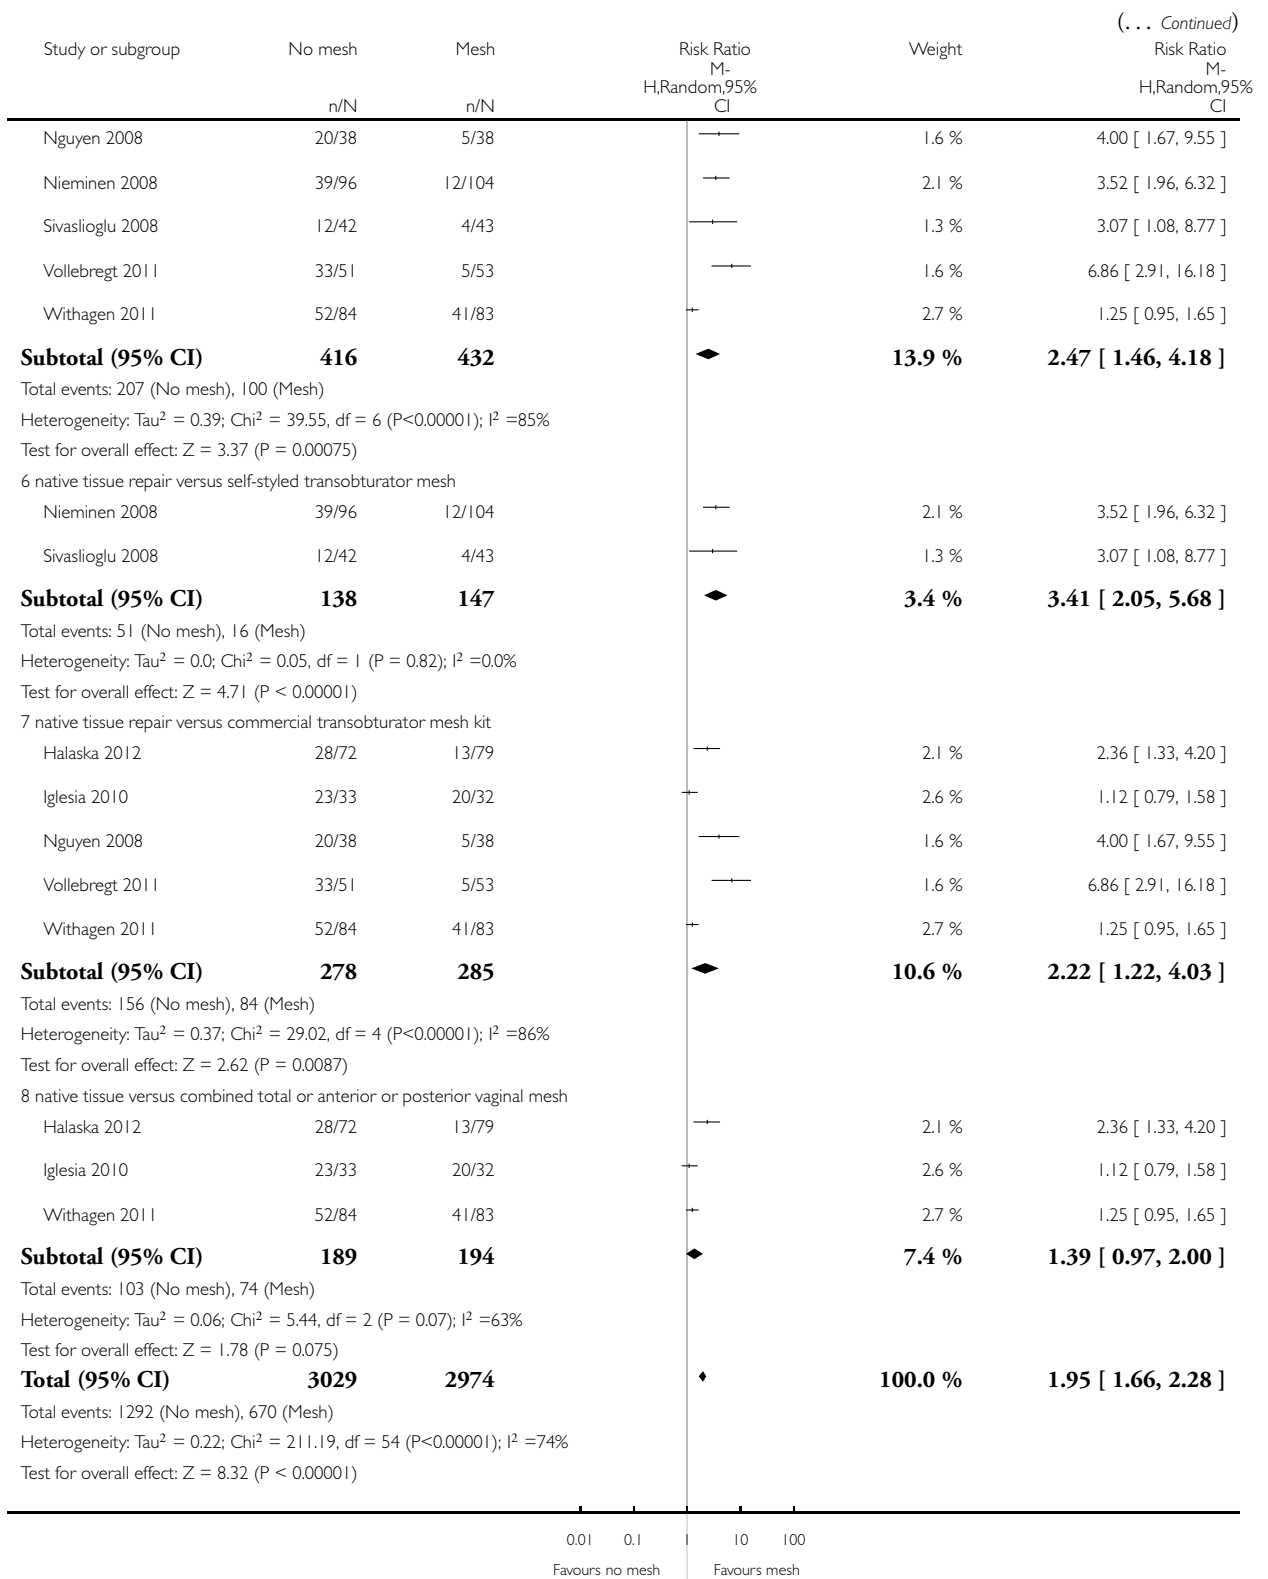 (... Continued)
Study or subgroup No mesh Mesh Risk Ratio Weight Risk Ratio
M- M-
H,Random,95% H,Random,95%
n/N n/N CI CI
Nguyen 2008 20/38 5/38 1.6 % 4.00 [ 1.67, 9.55 ]
Nieminen 2008 39/96 12/104 2.1 % 3.52 [ 1.96, 6.32 ]
Sivaslioglu 2008 12/42 4/43 1.3 % 3.07 [ 1.08, 8.77 ]
Vollebregt 2011 33/51 5/53 1.6 % 6.86 [ 2.91, 16.18 ]
Withagen 2011 52/84 41/83 2.7 % 1.25 [ 0.95, 1.65 ]
Subtotal (95% CI) 416 432 13.9 % 2.47 [ 1.46, 4.18 ]
Total events: 207 (No mesh), 100 (Mesh)
Heterogeneity: Tau² = 0.39; Chi² = 39.55, df = 6 (P<0.00001); I² =85%
Test for overall effect: Z = 3.37 (P = 0.00075)
6 native tissue repair versus self-styled transobturator mesh
Nieminen 2008 39/96 12/104 2.1 % 3.52 [ 1.96, 6.32 ]
Sivaslioglu 2008 12/42 4/43 1.3 % 3.07 [ 1.08, 8.77 ]
Subtotal (95% CI) 138 147 3.4 % 3.41 [ 2.05, 5.68 ]
Total events: 51 (No mesh), 16 (Mesh)
Heterogeneity: Tau² = 0.0; Chi² = 0.05, df = 1 (P = 0.82); I² =0.0%
Test for overall effect: Z = 4.71 (P < 0.00001)
7 native tissue repair versus commercial transobturator mesh kit
Halaska 2012 28/72 13/79 2.1 % 2.36 [ 1.33, 4.20 ]
Iglesia 2010 23/33 20/32 2.6 % 1.12 [ 0.79, 1.58 ]
Nguyen 2008 20/38 5/38 1.6 % 4.00 [ 1.67, 9.55 ]
Vollebregt 2011 33/51 5/53 1.6 % 6.86 [ 2.91, 16.18 ]
Withagen 2011 52/84 41/83 2.7 % 1.25 [ 0.95, 1.65 ]
Subtotal (95% CI) 278 285 10.6 % 2.22 [ 1.22, 4.03 ]
Total events: 156 (No mesh), 84 (Mesh)
Heterogeneity: Tau² = 0.37; Chi² = 29.02, df = 4 (P<0.00001); I² =86%
Test for overall effect: Z = 2.62 (P = 0.0087)
8 native tissue versus combined total or anterior or posterior vaginal mesh
Halaska 2012 28/72 13/79 2.1 % 2.36 [ 1.33, 4.20 ]
Iglesia 2010 23/33 20/32 2.6 % 1.12 [ 0.79, 1.58 ]
Withagen 2011 52/84 41/83 2.7 % 1.25 [ 0.95, 1.65 ]
Subtotal (95% CI) 189 194 7.4 % 1.39 [ 0.97, 2.00 ]
Total events: 103 (No mesh), 74 (Mesh)
Heterogeneity: Tau² = 0.06; Chi² = 5.44, df = 2 (P = 0.07); I² =63%
Test for overall effect: Z = 1.78 (P = 0.075)
Total (95% CI) 3029 2974 100.0 % 1.95 [ 1.66, 2.28 ]
Total events: 1292 (No mesh), 670 (Mesh)
Heterogeneity: Tau² = 0.22; Chi² = 211.19, df = 54 (P<0.00001); I² =74%
Test for overall effect: Z = 8.32 (P < 0.00001)
0.01 0.1 1 10 100
Favours no mesh Favours mesh